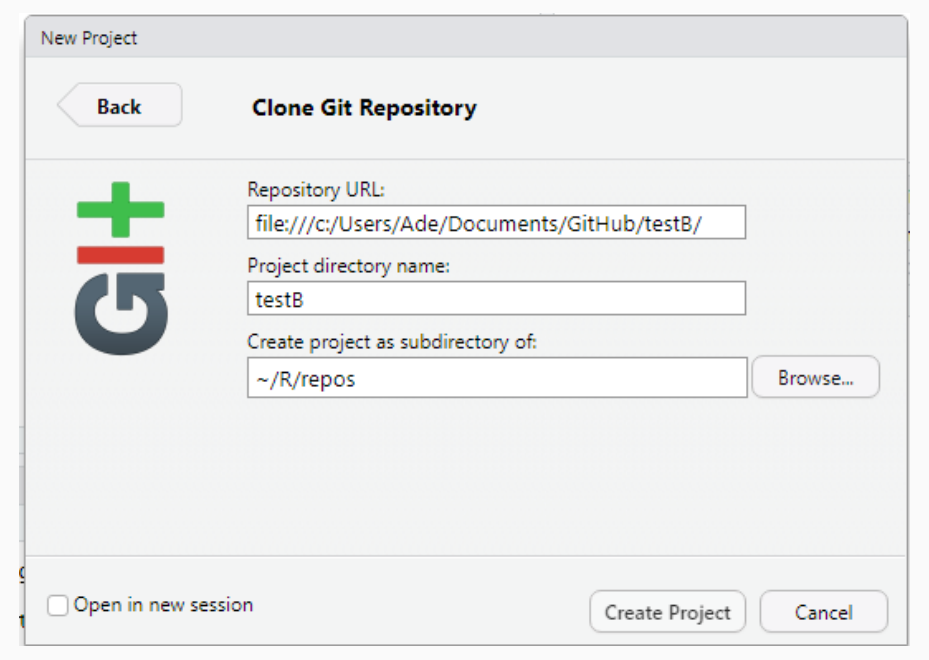 New Project
Back
Clone Git Repository
GIt
Repository URL:
file:///c:/Users/Ade/Documents/GitHub/testB/
Project directory name:
testB
Create project as subdirectory of:
~/R/repos
Browse...
Open in new session
Create Project
Cancel